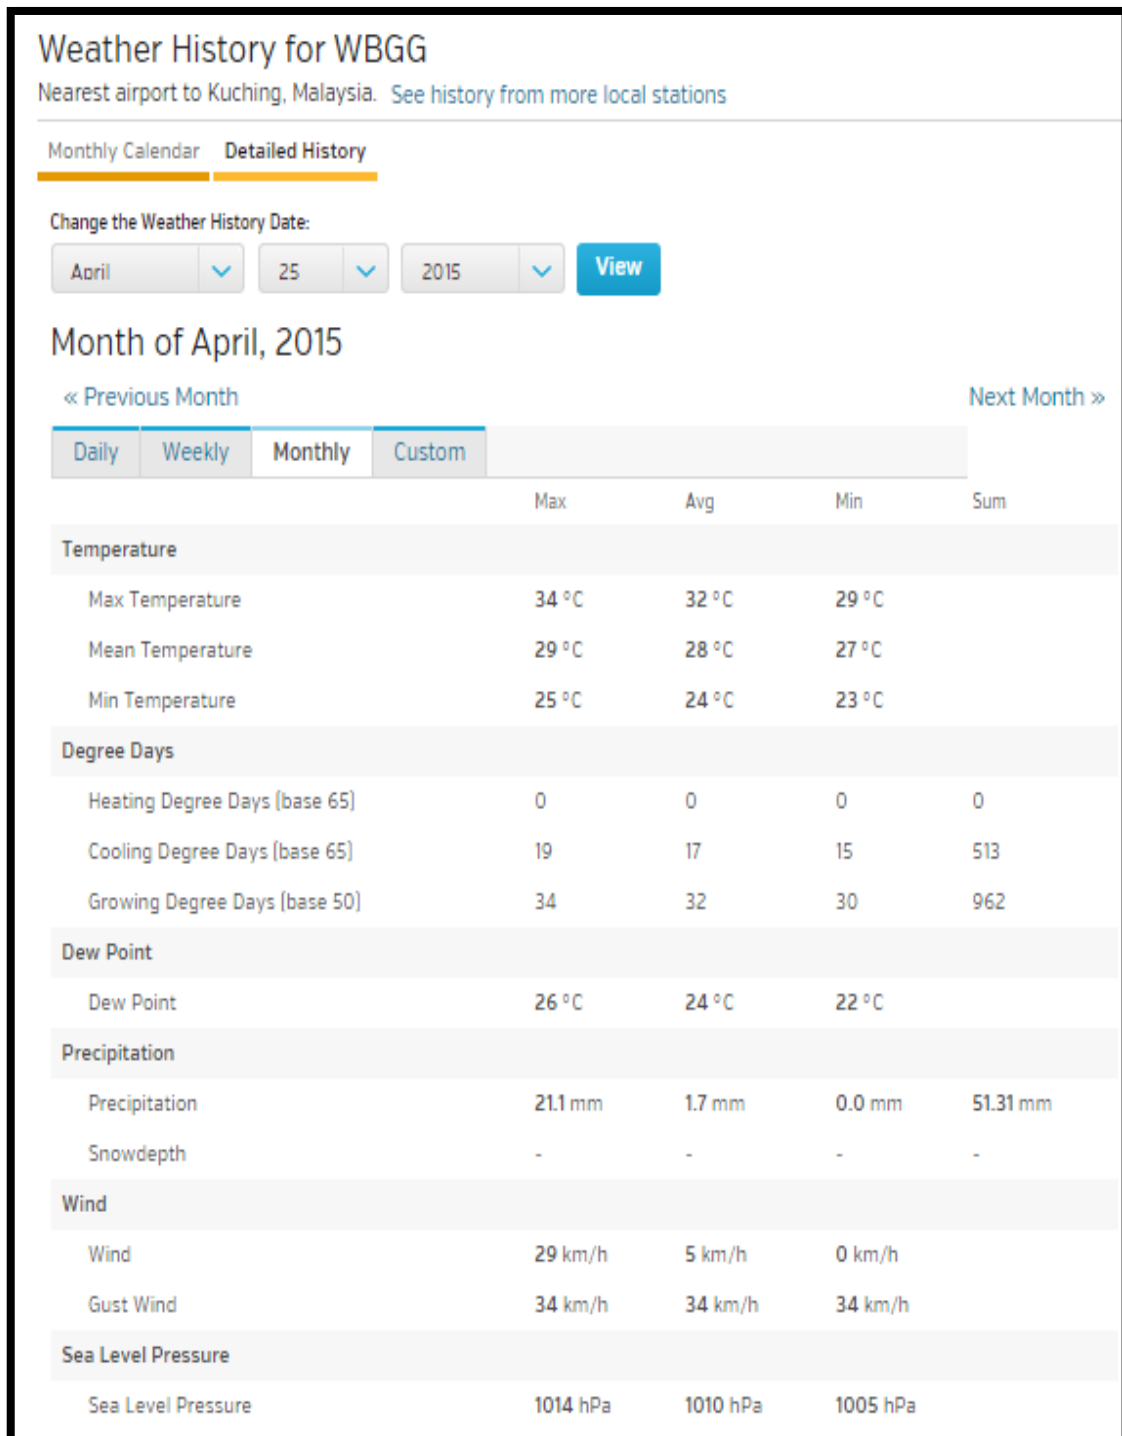 Weather History for WBGG
Nearest airport to Kuching, Malaysia. See history from more local stations
Monthly Calendar Detailed History
Change the Weather History Date:
April 25 2015 View
Month of April, 2015
« Previous Month Next Month »
Daily Weekly Monthly Custom
Max Avg Min Sum
Temperature
Max Temperature 34 °C 32 °C 29 °C
Mean Temperature 29 °C 28 °C 27 °C
Min Temperature 25 °C 24 °C 23 °C
Degree Days
Heating Degree Days (base 65) 0 0 0 0
Cooling Degree Days (base 65) 19 17 15 513
Growing Degree Days (base 50) 34 32 30 962
Dew Point
Dew Point 26 °C 24 °C 22 °C
Precipitation
Precipitation 21.1 mm 1.7 mm 0.0 mm 51.31 mm
Snowdepth - - - -
Wind
Wind 29 km/h 5 km/h 0 km/h
Gust Wind 34 km/h 34 km/h 34 km/h
Sea Level Pressure
Sea Level Pressure 1014 hPa 1010 hPa 1005 hPa